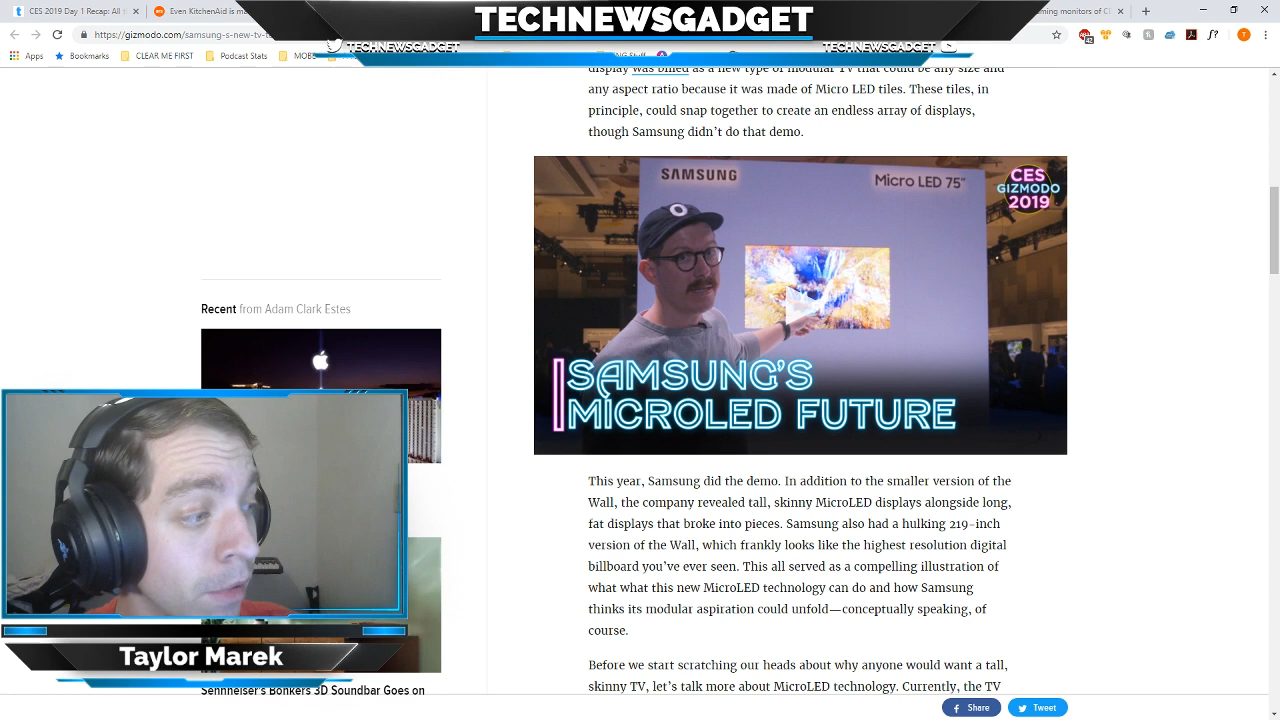 CES 2019 Day 1 Recap: t
Even KitchenAid is ma
TECHNEWSGADGET
ming monitors of C
https://gizmodo.com/samsung-s-new-tv-t
TECHNEWSGADGET
TECHNEWSGADGET
Apps
Bookmarks
CLEAR ME FIRST
Podcast Stats
display was billed as a new type of modular TV that could be any size and
any aspect ratio because it was made of Micro LED tiles. These tiles, in
principle, could snap together to create an endless array of displays,
though Samsung didn't do that demo.
SAMSUNG
Micro LED 75"
CES
GIZMODO
2019
SAMSUNG'S
MICROLED FUTURE
Recent from Adam Clark Estes
This year, Samsung did the demo. In addition to the smaller version of the
Wall, the company revealed tall, skinny MicroLED displays alongside long,
fat displays that broke into pieces. Samsung also had a hulking 219-inch
version of the Wall, which frankly looks like the highest resolution digital
billboard you've ever seen. This all served as a compelling illustration of
what what this new MicroLED technology can do and how Samsung
thinks its modular aspiration could unfold—conceptually speaking, of
course.
Before we start scratching our heads about why anyone would want a tall,
skinny TV, let's talk more about MicroLED technology. Currently, the TV
Taylor Marek
Sennheiser's Bonkers 3D Soundbar Goes on
Share
Tweet